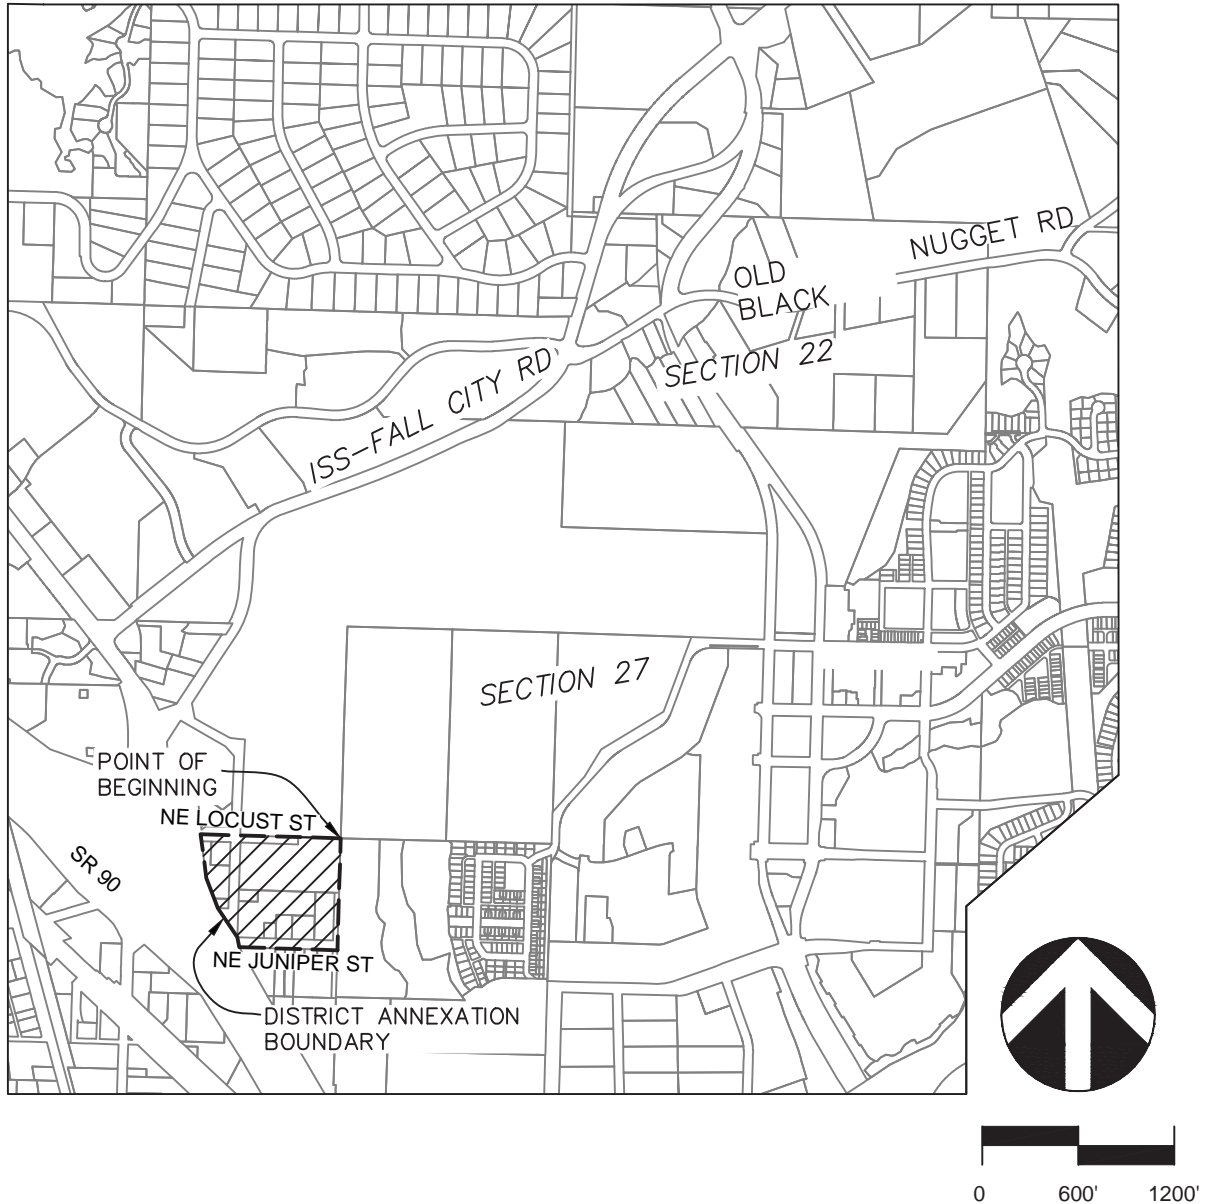 NUGGET RD
OLD
BLACK
SECTION 22
ISS-FALL CITY RD
SECTION 27
POINT OF
BEGINNING
NE LOCUST ST
SR 90
NE JUNIPER ST
DISTRICT ANNEXATION
BOUNDARY
0 600' 1200'